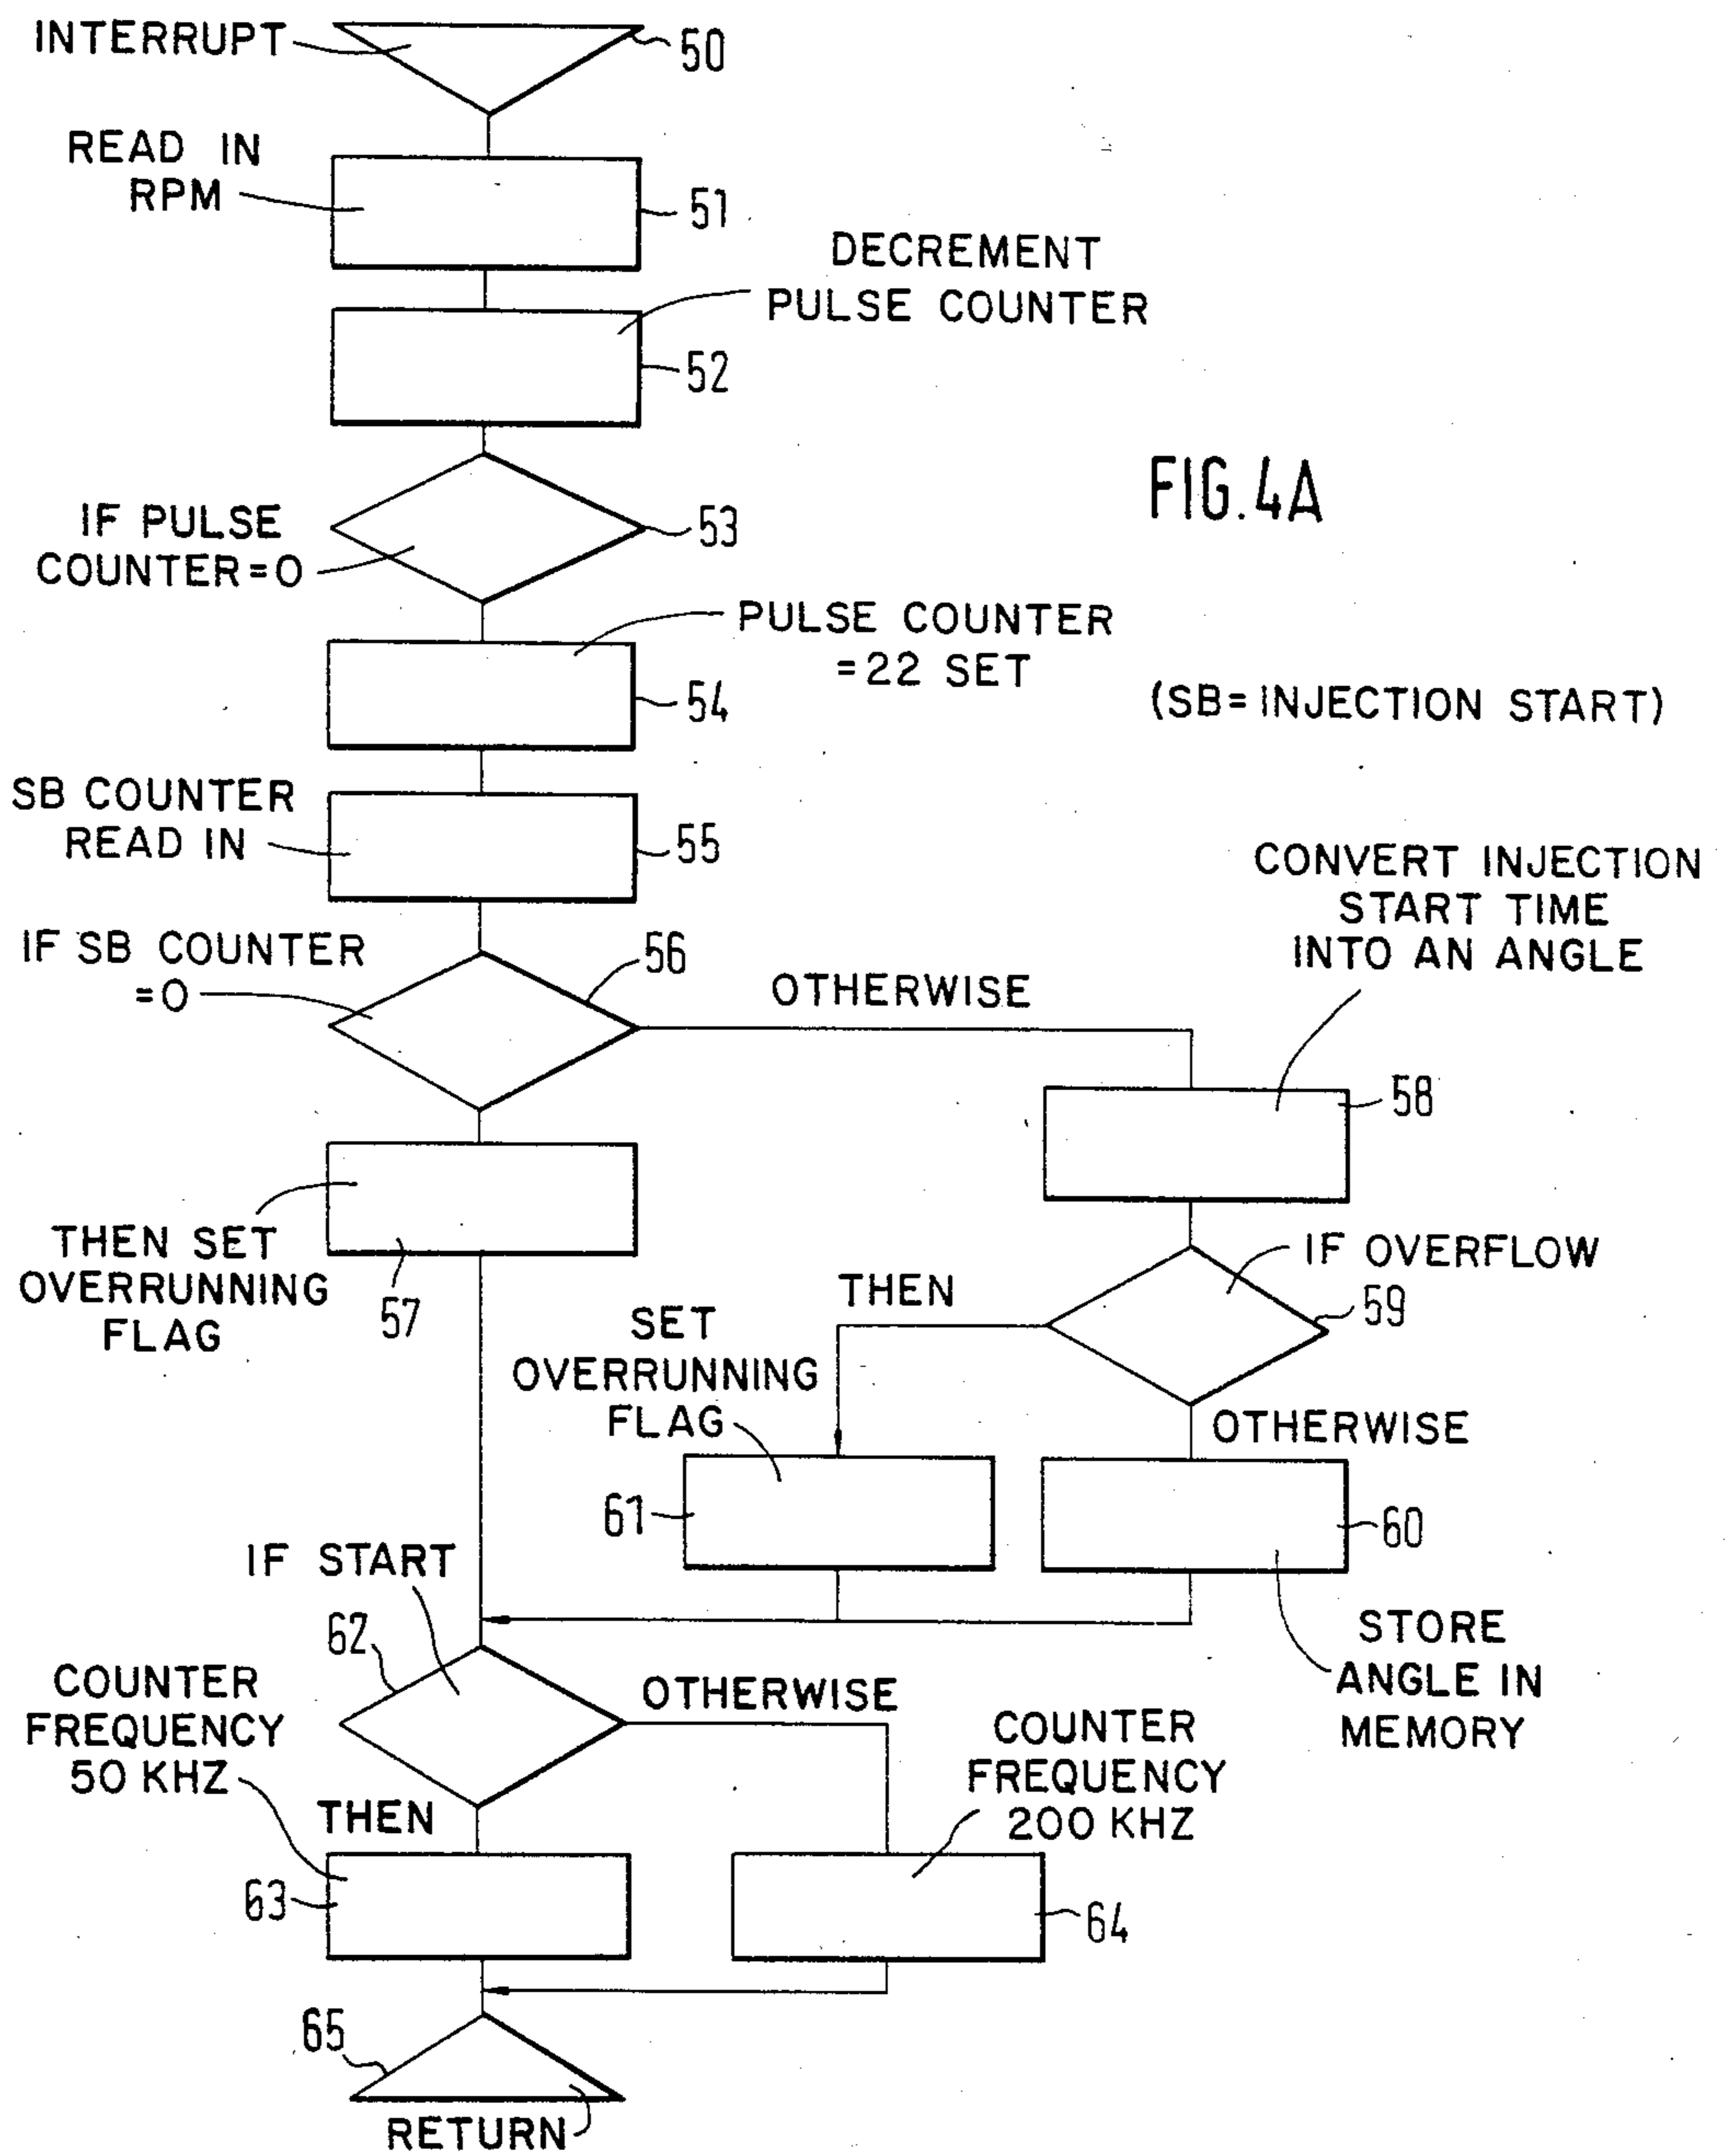 INTERRUPT
50
READ IN
RPM
51
DECREMENT
PULSE COUNTER
52
FIG. 4A
IF PULSE
COUNTER=0
53
PULSE COUNTER
=22 SET
54
(SB=INJECTION START)
SB COUNTER
READ IN
55
CONVERT INJECTION
START TIME
INTO AN ANGLE
IF SB COUNTER
=0
56
OTHERWISE
58
THEN SET
OVERRUNNING
FLAG
57
IF OVERFLOW
59
THEN
SET
OVERRUNNING
FLAG
OTHERWISE
61
60
IF START
62
STORE
ANGLE IN
MEMORY
COUNTER
FREQUENCY
50 KHZ
OTHERWISE
COUNTER
FREQUENCY
200 KHZ
THEN
63
64
65
RETURN